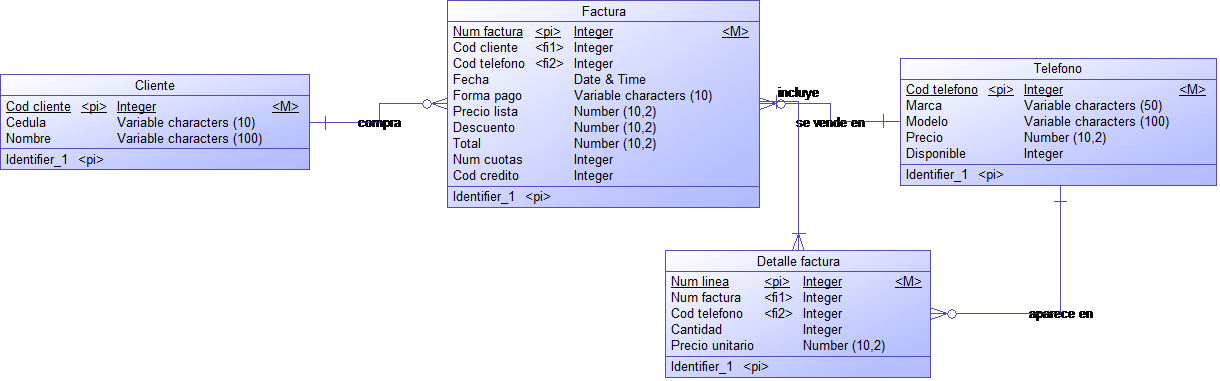 Factura
Num factura <pi> Integer <M>
Cod cliente <fi1> Integer
Cod telefono <fi2> Integer
Fecha Date & Time
Forma pago Variable characters (10)
Precio lista Number (10,2)
Descuento Number (10,2)
Total Number (10,2)
Num cuotas Integer
Cod credito Integer
Identifier_1 <pi>
Cliente
Cod cliente <pi> Integer <M>
Cedula Variable characters (10)
Nombre Variable characters (100)
Identifier_1 <pi>
compra
incluye
se vende en
Telefono
Cod telefono <pi> Integer <M>
Marca Variable characters (50)
Modelo Variable characters (100)
Precio Number (10,2)
Disponible Integer
Identifier_1 <pi>
Detalle factura
Num linea <pi> Integer <M>
Num factura <fi1> Integer
Cod telefono <fi2> Integer
Cantidad Integer
Precio unitario Number (10,2)
Identifier_1 <pi>
aparece en